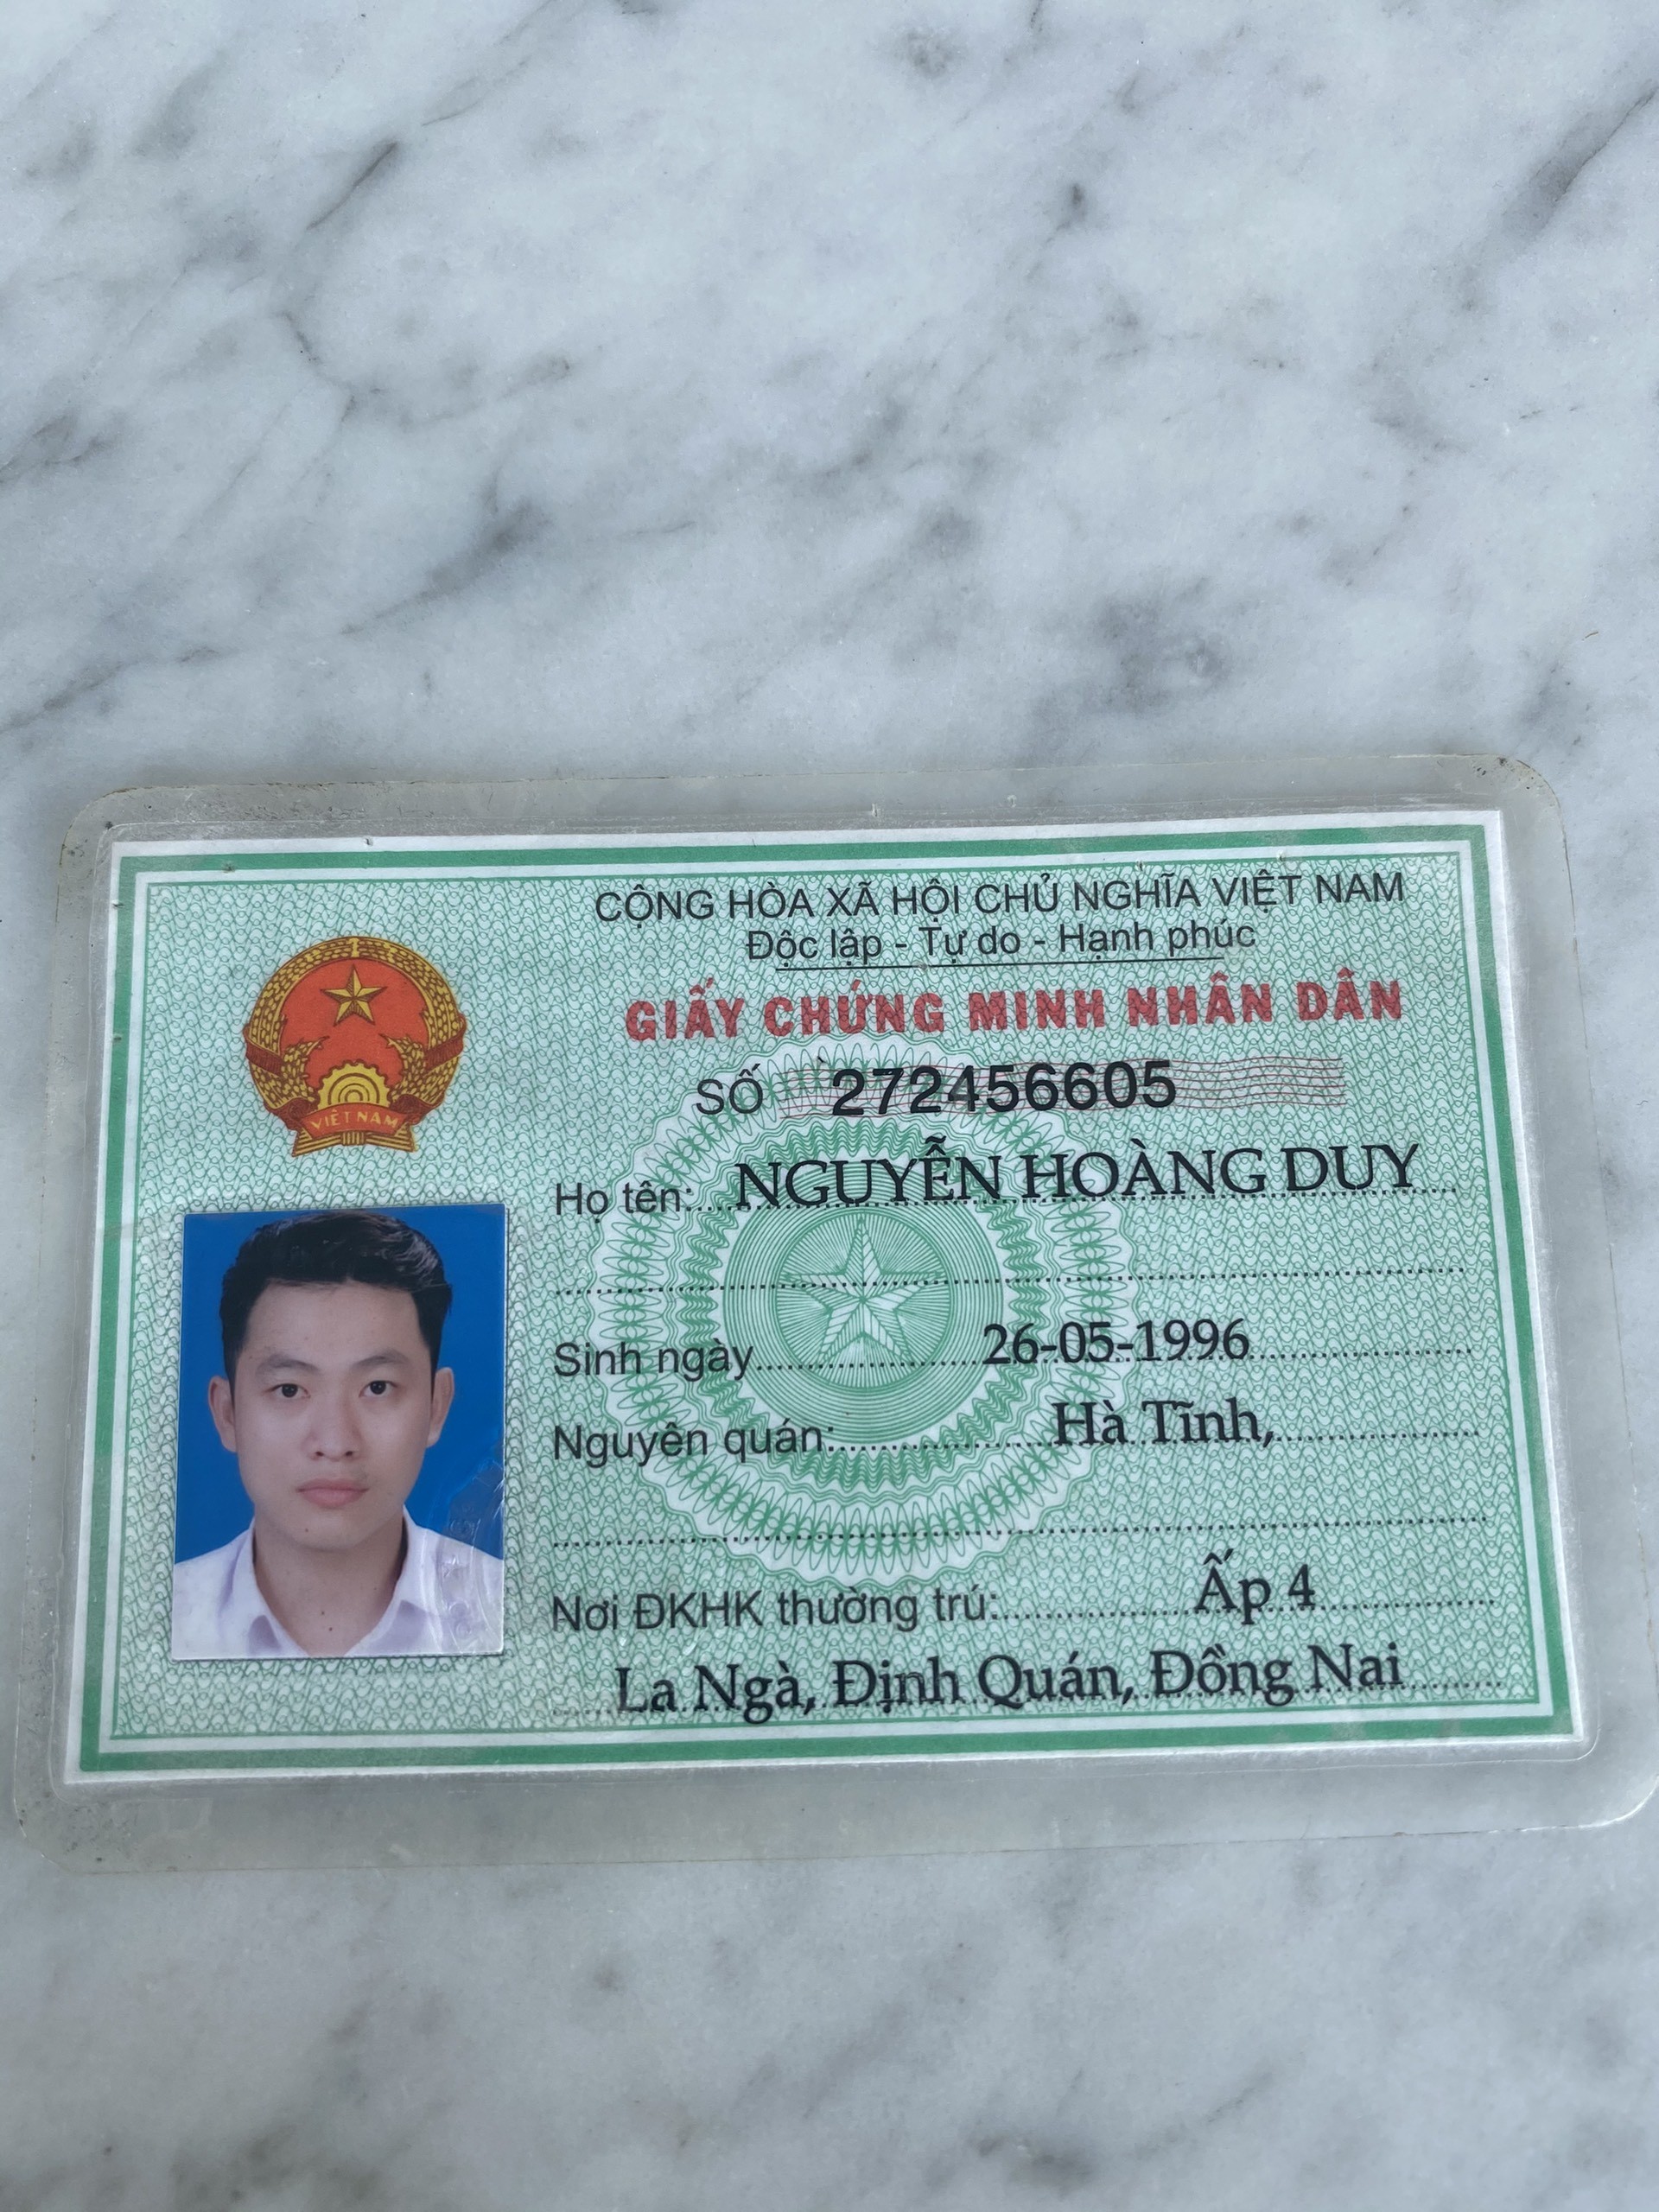 CỘNG HÒA XÃ HỘI CHỦ NGHĨA VIỆT NAM
Độc lập - Tự do - Hạnh phúc
GIẤY CHỨNG MINH NHÂN DÂN
SỐ 272456605
VIỆT NAM
Họ tên: NGUYỄN HOÀNG DUY
Sinh ngày 26-05-1996
Nguyên quán: Hà Tĩnh,
Nơi ĐKHK thường trú: Ấp 4
La Ngà, Định Quán, Đồng Nai